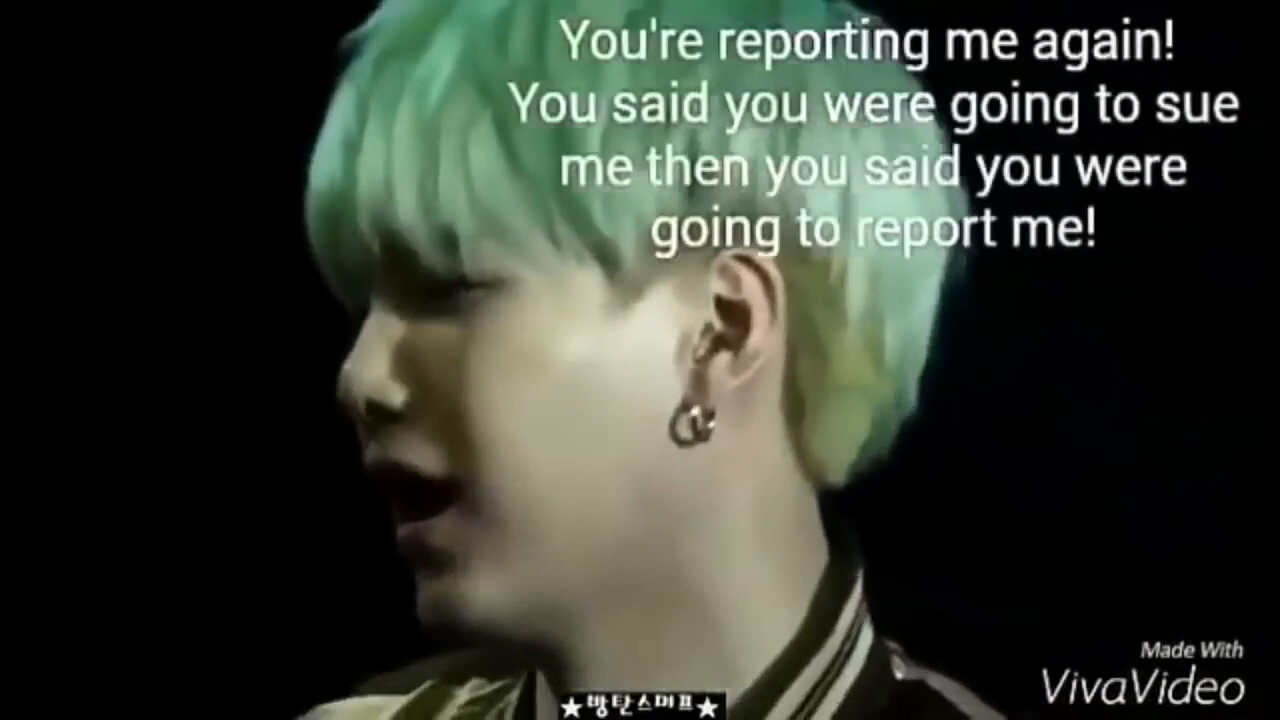 You're reporting me again!
You said you were going to sue
me then you said you were
going to report me!
Made With
VivaVideo
★방탄스머프★